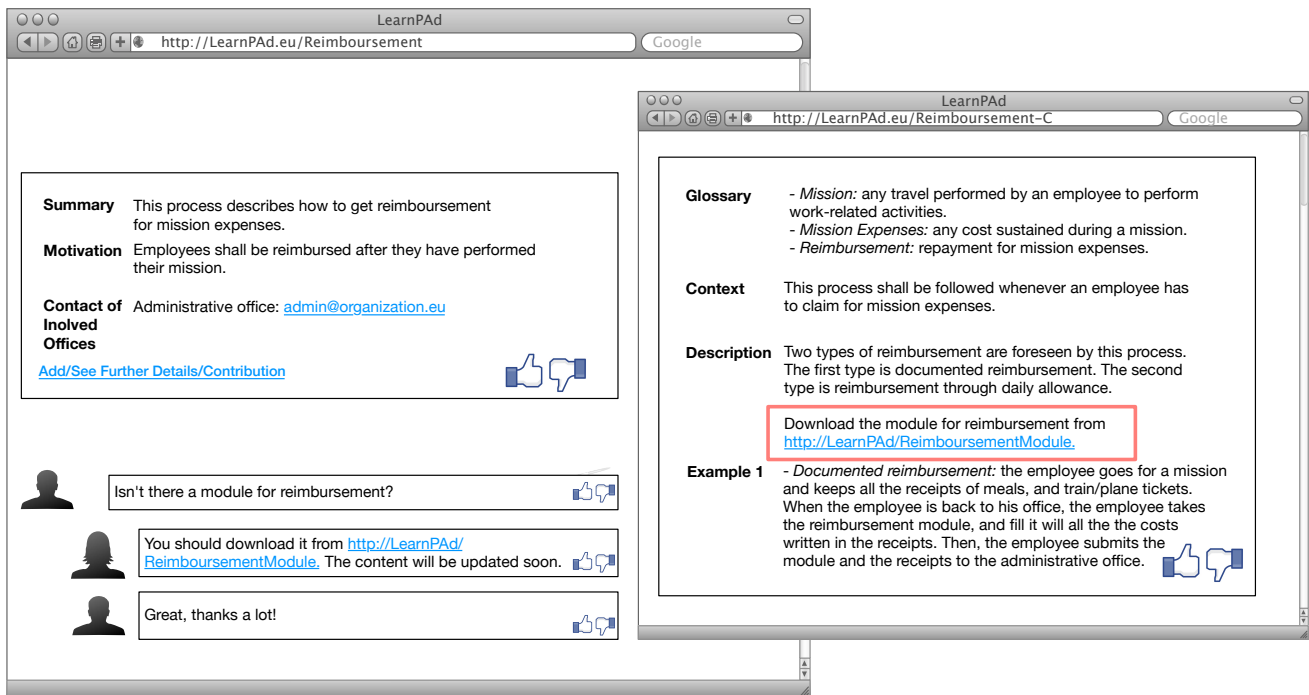 LearnPAd
http://LearnPAd.eu/Reimboursement
Google
Summary
This process describes how to get reimboursement
for mission expenses.
Motivation
Employees shall be reimbursed after they have performed
their mission.
Contact of
Inolved
Offices
Administrative office: admin@organization.eu
Add/See Further Details/Contribution
Isn't there a module for reimbursement?
You should download it from http://LearnPAd/
ReimboursementModule. The content will be updated soon.
Great, thanks a lot!
LearnPAd
http://LearnPAd.eu/Reimboursement-C
Google
Glossary
- Mission: any travel performed by an employee to perform
work-related activities.
- Mission Expenses: any cost sustained during a mission.
- Reimbursement: repayment for mission expenses.
Context
This process shall be followed whenever an employee has
to claim for mission expenses.
Description
Two types of reimbursement are foreseen by this process.
The first type is documented reimbursement. The second
type is reimbursement through daily allowance.
Download the module for reimbursement from
http://LearnPAd/ReimboursementModule.
Example 1
- Documented reimbursement: the employee goes for a mission
and keeps all the receipts of meals, and train/plane tickets.
When the employee is back to his office, the employee takes
the reimbursement module, and fill it will all the the costs
written in the receipts. Then, the employee submits the
module and the receipts to the administrative office.